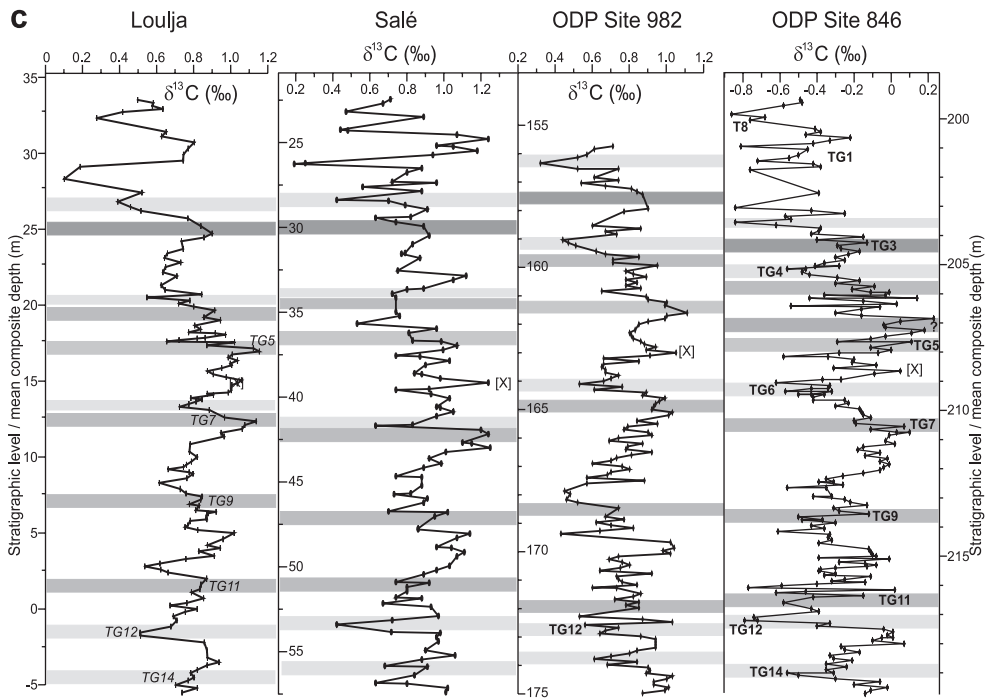 C Loulja Salé ODP Site 982 ODP Site 846
δ13C (‰) δ13C (‰) δ13C (‰) δ13C (‰)
0 0.2 0.4 0.6 0.8 1.0 1.2
0 0.2 0.4 0.6 0.8 1.0 1.2
0.2 0.4 0.6 0.8 1.0 1.2
-0.8 -0.6 -0.4 -0.2 0 0.2
Stratigraphic level / mean composite depth (m)
35
30
25
20
15
10
5
0
-5
TG5
TG7
TG9
TG11
TG12
TG14
25
30
35
40
45
50
55
[X]
155
160
165
170
175
[X]
TG12
T8
TG1
TG3
TG4
?
TG5
[X]
TG6
TG7
TG9
TG11
TG12
TG14
200
205
210
215
Stratigraphic level / mean composite depth (m)